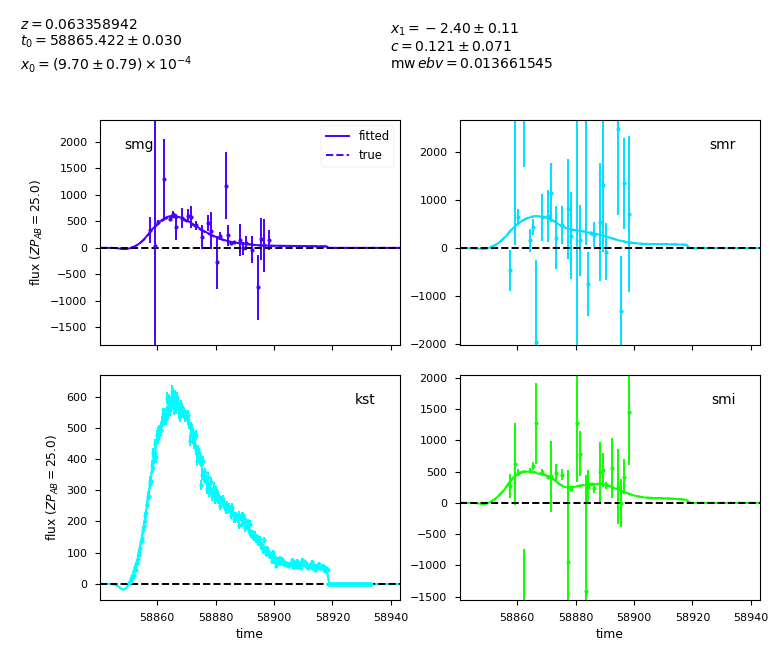 z = 0.063358942
t₀ = 58865.422 ± 0.030
x₀ = (9.70 ± 0.79) × 10⁻⁴
x₁ = −2.40 ± 0.11
c = 0.121 ± 0.071
mw ebv = 0.013661545
smg
fitted
true
2000
1500
1000
500
0
−500
−1000
−1500
flux (ZP_AB = 25.0)
smr
2000
1000
0
−1000
−2000
kst
600
500
400
300
200
100
0
flux (ZP_AB = 25.0)
58860 58880 58900 58920 58940
time
smi
2000
1500
1000
500
0
−500
−1000
−1500
58860 58880 58900 58920 58940
time